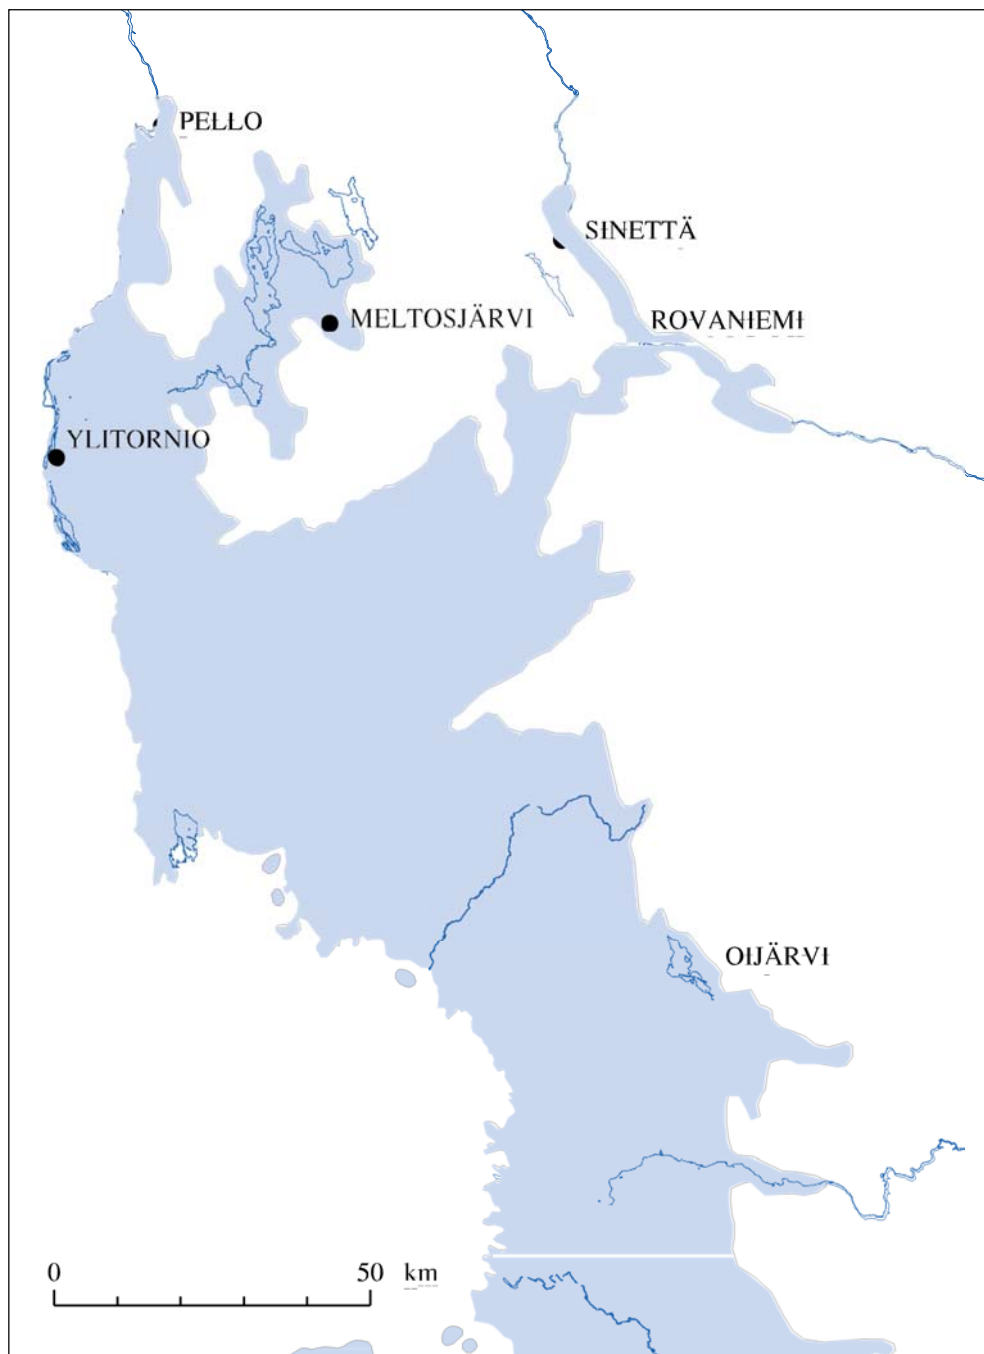 PELLO
SINETTÄ
MELTOSJÄRVI
ROVANIEMI
YLITORNIO
OIJÄRVI
0 50 km